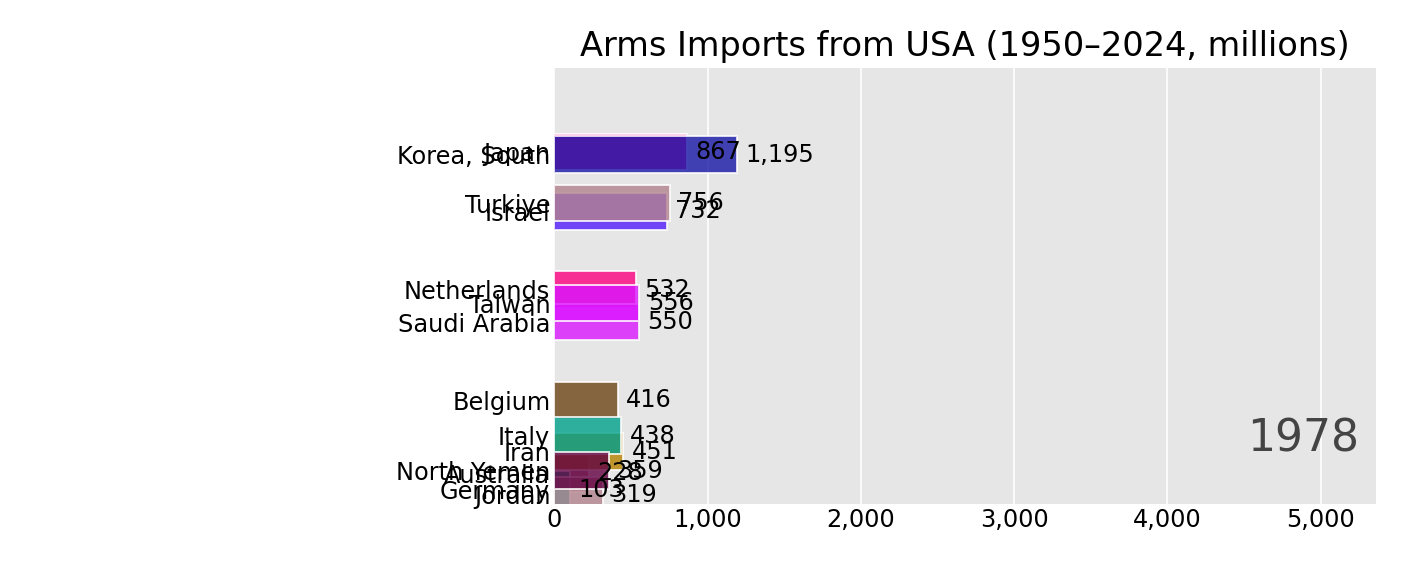 Arms Imports from USA (1950–2024, millions)
Japan 867
Korea, South 1,195
Turkiye 756
Israel 732
Netherlands 532
Taiwan 556
Saudi Arabia 550
Belgium 416
Italy 438
1978
Iran 451
North Yemen 359
Australia 228
Germany 103
Jordan 319
0 1,000 2,000 3,000 4,000 5,000